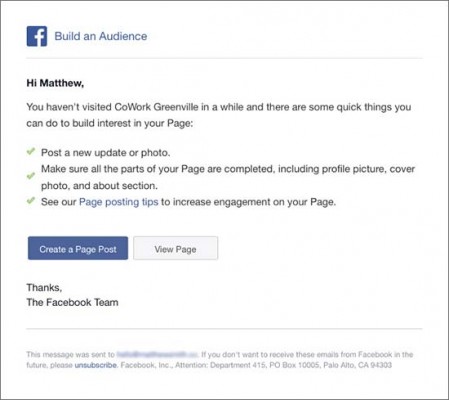 Build an Audience
Hi Matthew,
You haven't visited CoWork Greenville in a while and there are some quick things you
can do to build interest in your Page:
Post a new update or photo.
Make sure all the parts of your Page are completed, including profile picture, cover
photo, and about section.
See our Page posting tips to increase engagement on your Page.
Create a Page Post
View Page
Thanks,
The Facebook Team
This message was sent to . If you don't want to receive these emails from Facebook in the
future, please unsubscribe. Facebook, Inc., Attention: Department 415, PO Box 10005, Palo Alto, CA 94303